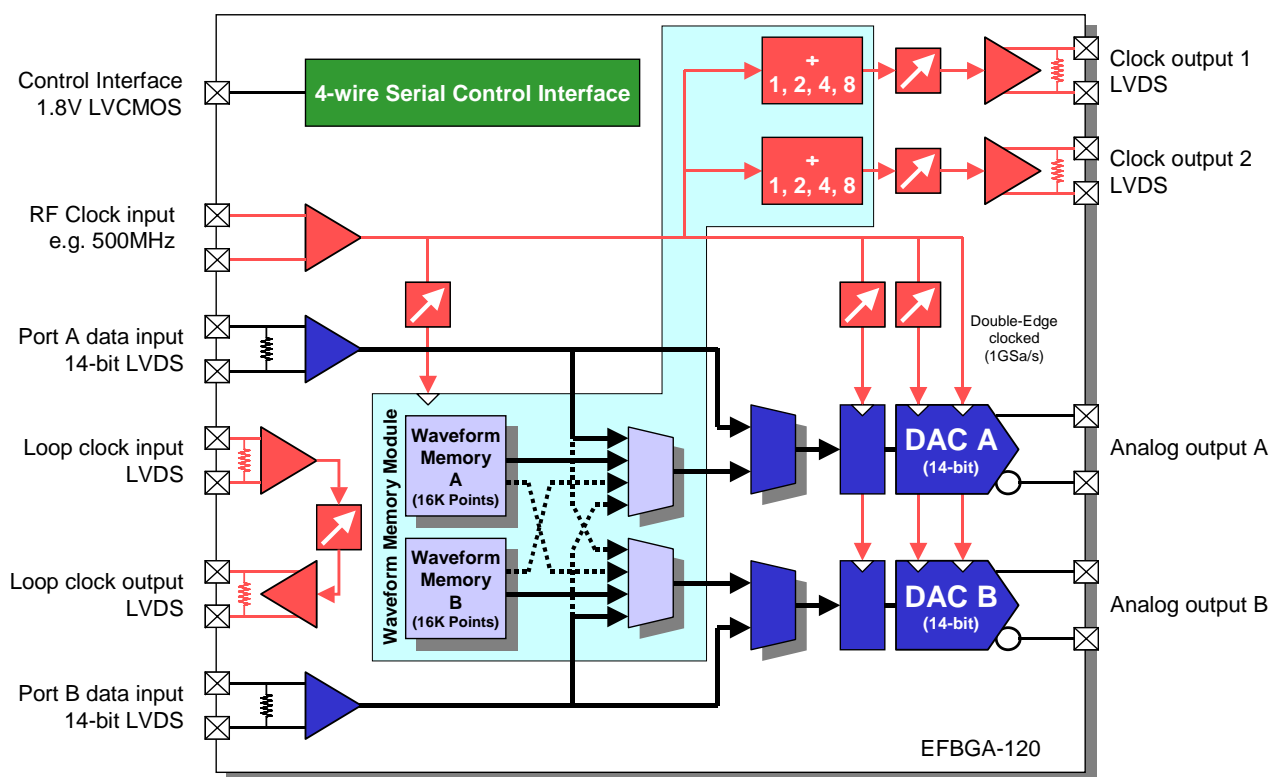 Control Interface
1.8V LVCMOS
4-wire Serial Control Interface
÷
1, 2, 4, 8
Clock output 1
LVDS
÷
1, 2, 4, 8
Clock output 2
LVDS
RF Clock input
e.g. 500MHz
Port A data input
14-bit LVDS
Double-Edge
clocked
(1GSa/s)
Loop clock input
LVDS
Waveform Memory Module
Waveform
Memory
A
(16K Points)
DAC A
(14-bit)
Analog output A
Loop clock output
LVDS
Waveform
Memory
B
(16K Points)
DAC B
(14-bit)
Analog output B
Port B data input
14-bit LVDS
EFBGA-120